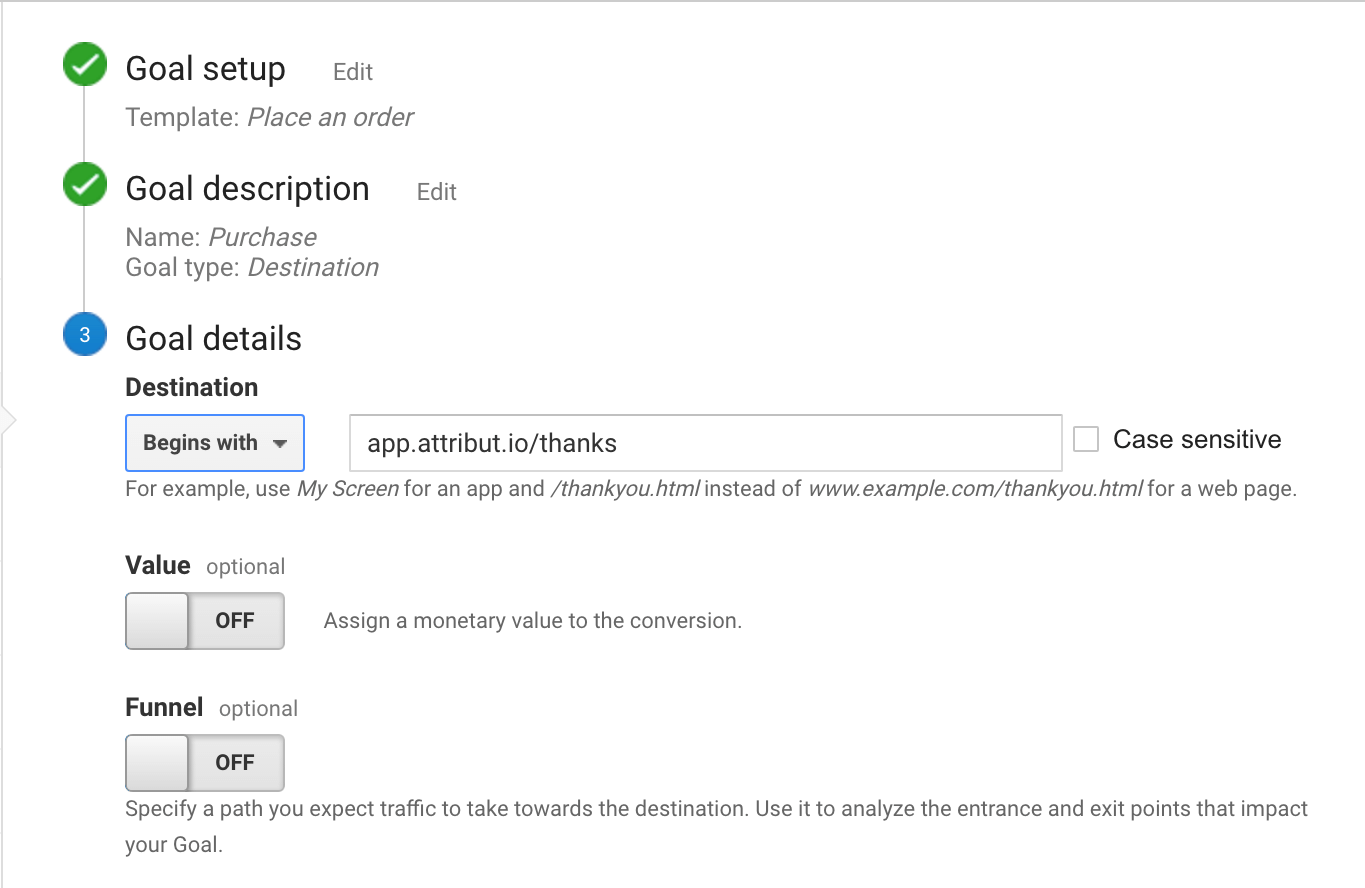 Goal setup Edit
Template: Place an order
Goal description Edit
Name: Purchase
Goal type: Destination
3 Goal details
Destination
Begins with app.attribut.io/thanks Case sensitive
For example, use My Screen for an app and /thankyou.html instead of www.example.com/thankyou.html for a web page.
Value optional
OFF Assign a monetary value to the conversion.
Funnel optional
OFF
Specify a path you expect traffic to take towards the destination. Use it to analyze the entrance and exit points that impact
your Goal.